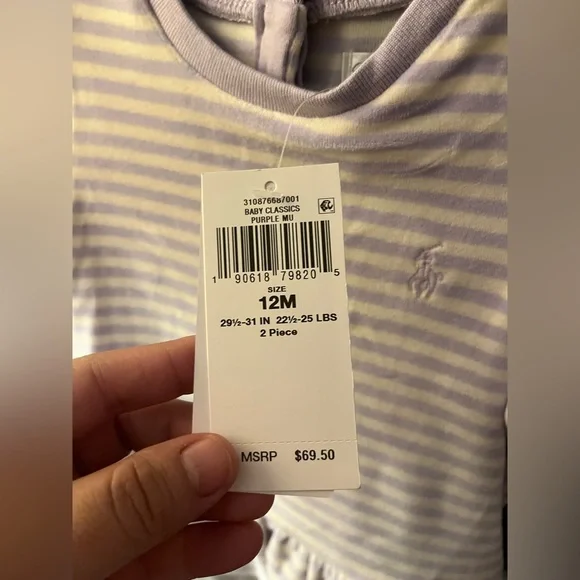 310876687001
BABY CLASSICS
PURPLE MU
1 90618 79820 5
SIZE
12M
29½-31 IN 22½-25 LBS
2 Piece
MSRP $69.50